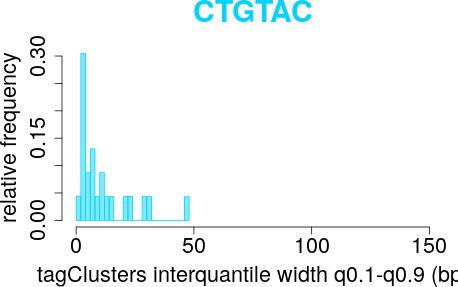 CTGTAC
relative frequency
0.30
0.15
0.00
0
50
100
150
tagClusters interquantile width q0.1-q0.9 (bp